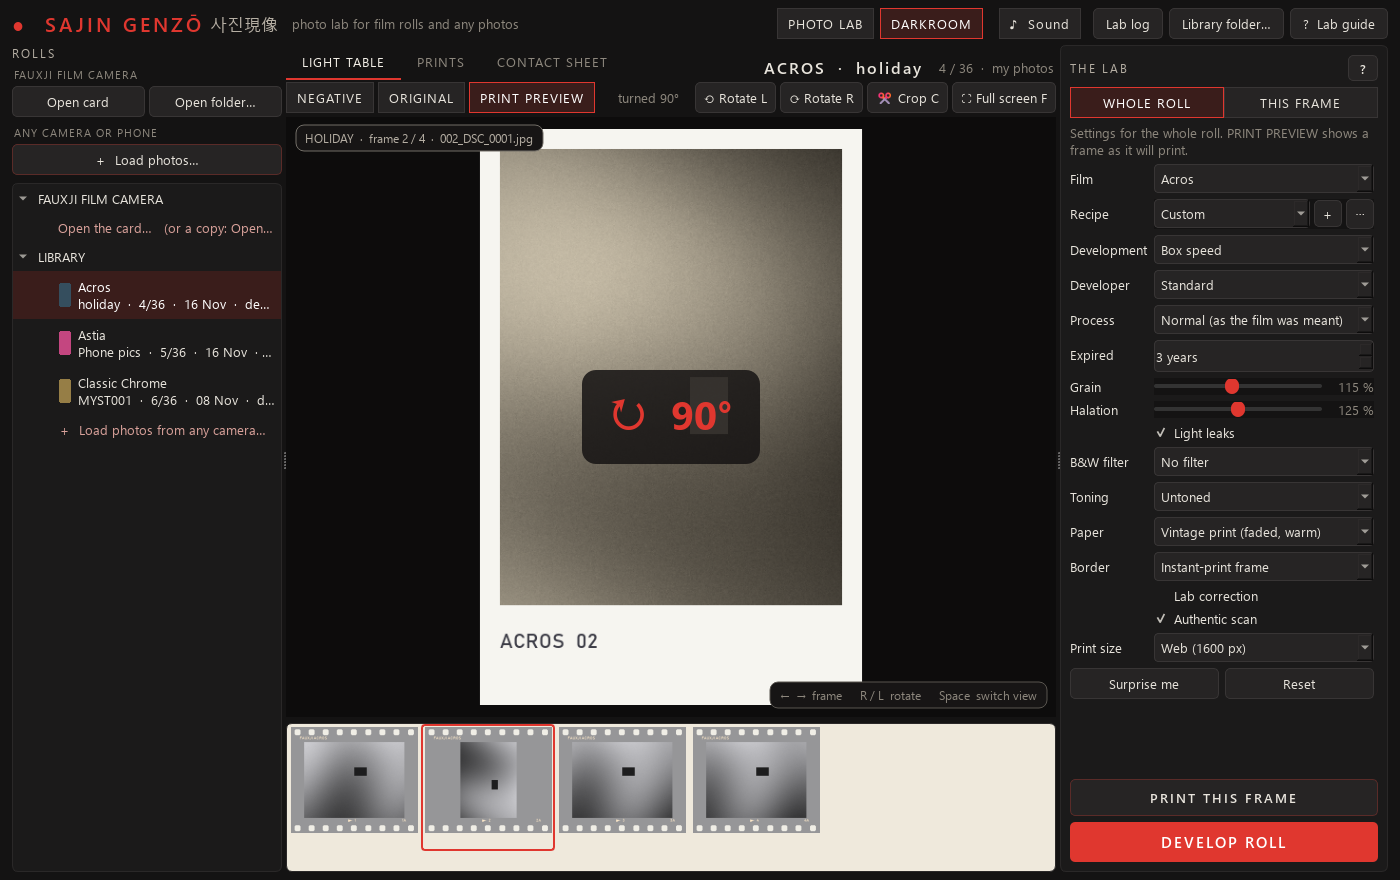 SAJIN GENZŌ 사진現像 photo lab for film rolls and any photos
PHOTO LAB DARKROOM ♪ Sound Lab log Library folder... ? Lab guide
ROLLS
FAUXJI FILM CAMERA
Open card Open folder...
ANY CAMERA OR PHONE
+ Load photos...
FAUXJI FILM CAMERA
Open the card... (or a copy: Open...
LIBRARY
Acros
holiday · 4/36 · 16 Nov · de...
Astia
Phone pics · 5/36 · 16 Nov · ...
Classic Chrome
MYST001 · 6/36 · 08 Nov · d...
+ Load photos from any camera...
LIGHT TABLE PRINTS CONTACT SHEET
ACROS · holiday 4 / 36 · my photos
NEGATIVE ORIGINAL PRINT PREVIEW turned 90° Rotate L Rotate R Crop C Full screen F
HOLIDAY · frame 2 / 4 · 002_DSC_0001.jpg
↻ 90°
ACROS 02
← → frame R / L rotate Space switch view
THE LAB ?
WHOLE ROLL THIS FRAME
Settings for the whole roll. PRINT PREVIEW shows a
frame as it will print.
Film Acros
Recipe Custom + ...
Development Box speed
Developer Standard
Process Normal (as the film was meant)
Expired 3 years
Grain 115 %
Halation 125 %
✓ Light leaks
B&W filter No filter
Toning Untoned
Paper Vintage print (faded, warm)
Border Instant-print frame
Lab correction
✓ Authentic scan
Print size Web (1600 px)
Surprise me Reset
PRINT THIS FRAME
DEVELOP ROLL